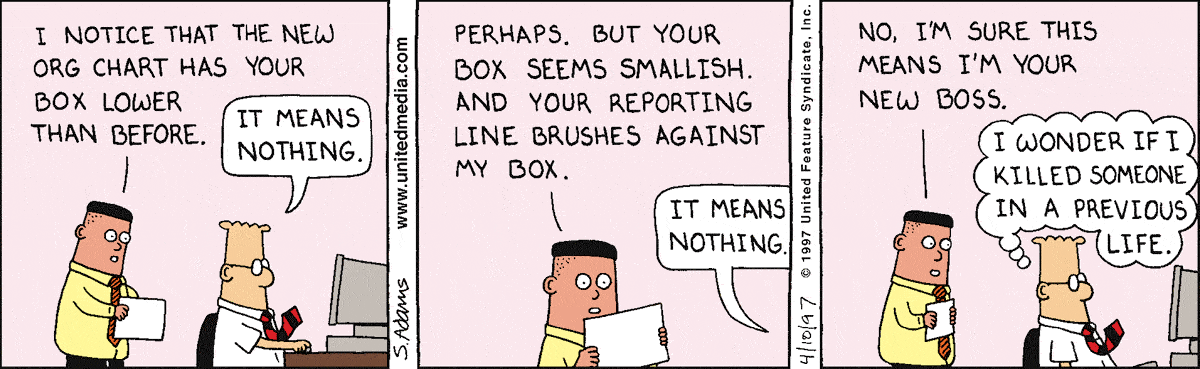 I NOTICE THAT THE NEW
ORG CHART HAS YOUR
BOX LOWER
THAN BEFORE.
IT MEANS
NOTHING.
S.Adams
www.unitedmedia.com
PERHAPS. BUT YOUR
BOX SEEMS SMALLISH.
AND YOUR REPORTING
LINE BRUSHES AGAINST
MY BOX.
IT MEANS
NOTHING.
4/10/97
© 1997 United Feature Syndicate, Inc.
NO, I'M SURE THIS
MEANS I'M YOUR
NEW BOSS.
I WONDER IF I
KILLED SOMEONE
IN A PREVIOUS
LIFE.